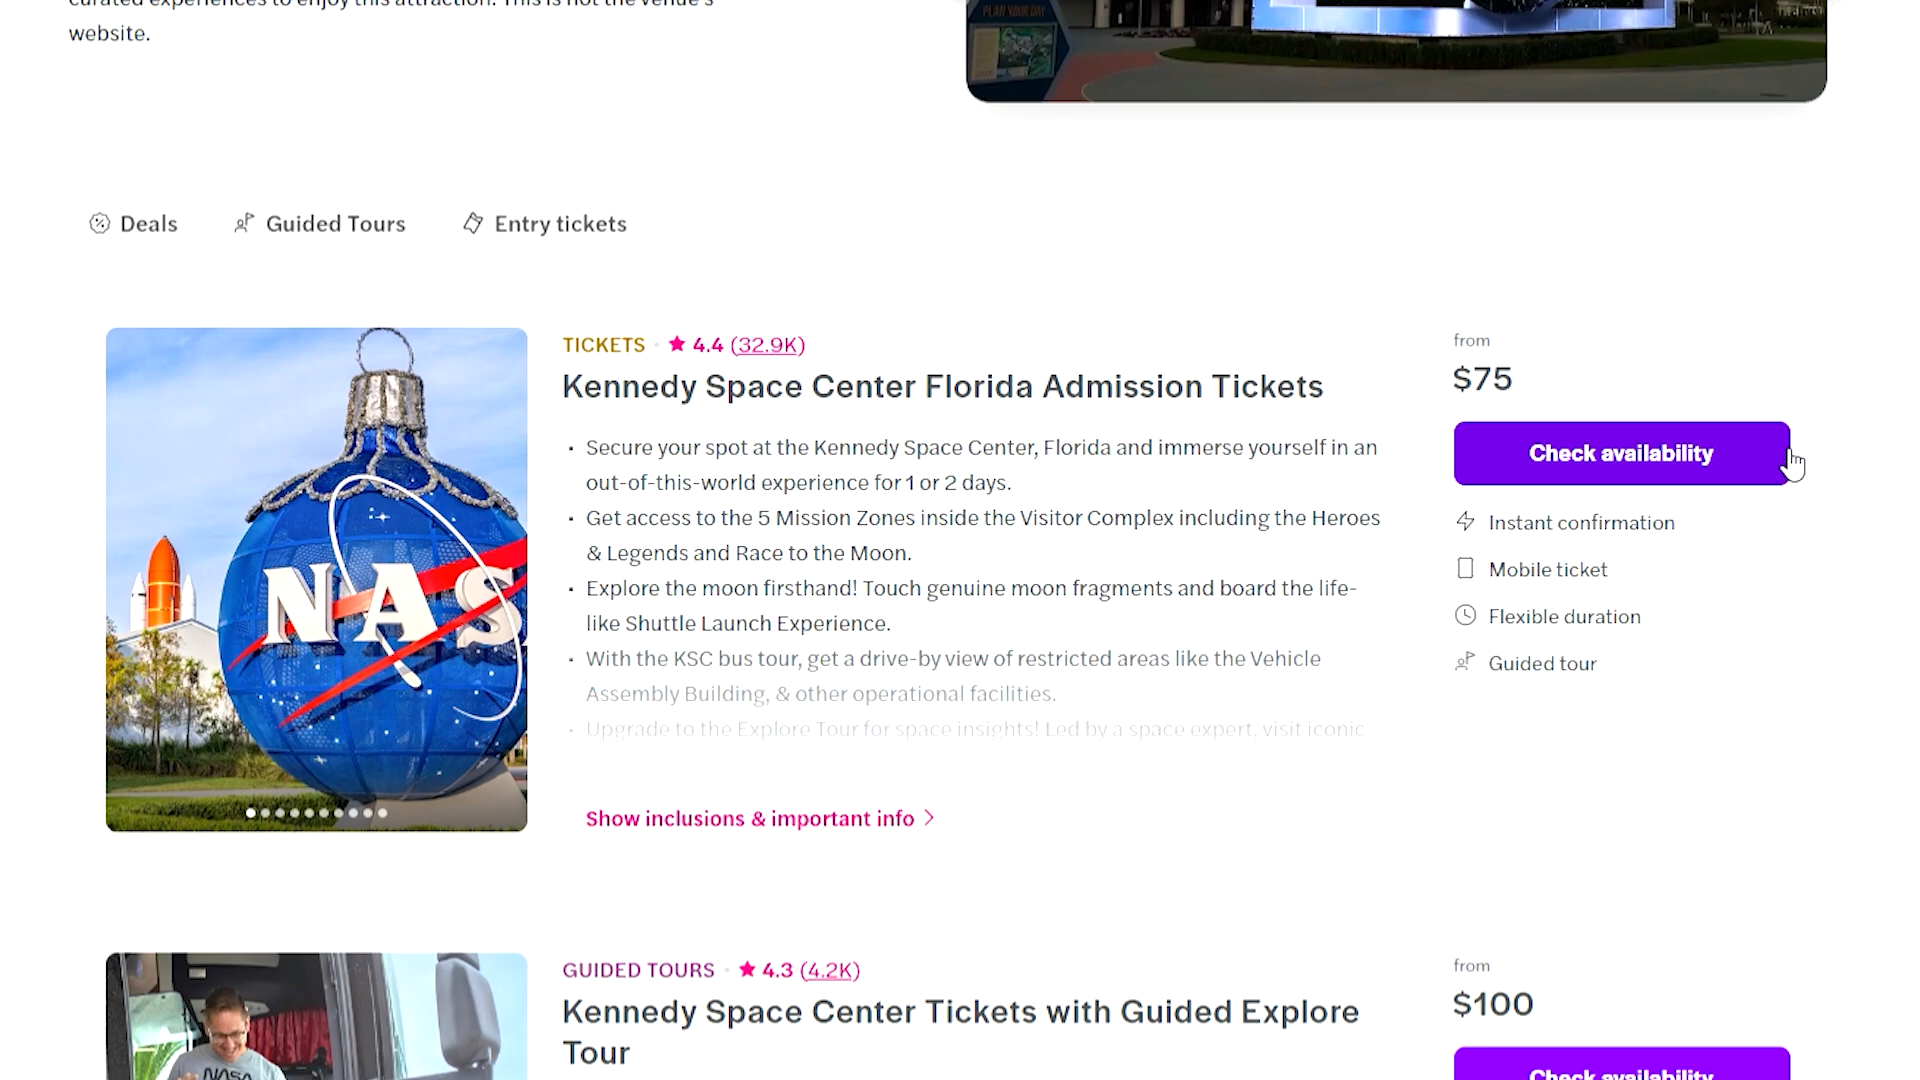 curated experiences to enjoy this attraction. This is not the venue's
website.
PLAN YOUR DAY
Deals
Guided Tours
Entry tickets
TICKETS · ★ 4.4 (32.9K)
Kennedy Space Center Florida Admission Tickets
· Secure your spot at the Kennedy Space Center, Florida and immerse yourself in an
out-of-this-world experience for 1 or 2 days.
· Get access to the 5 Mission Zones inside the Visitor Complex including the Heroes
& Legends and Race to the Moon.
· Explore the moon firsthand! Touch genuine moon fragments and board the life-
like Shuttle Launch Experience.
· With the KSC bus tour, get a drive-by view of restricted areas like the Vehicle
Assembly Building, & other operational facilities.
· Upgrade to the Explore Tour for space insights! Led by a space expert, visit iconic
Show inclusions & important info >
from
$75
Check availability
Instant confirmation
Mobile ticket
Flexible duration
Guided tour
NAS
GUIDED TOURS · ★ 4.3 (4.2K)
Kennedy Space Center Tickets with Guided Explore
Tour
from
$100
Check availability
NASA